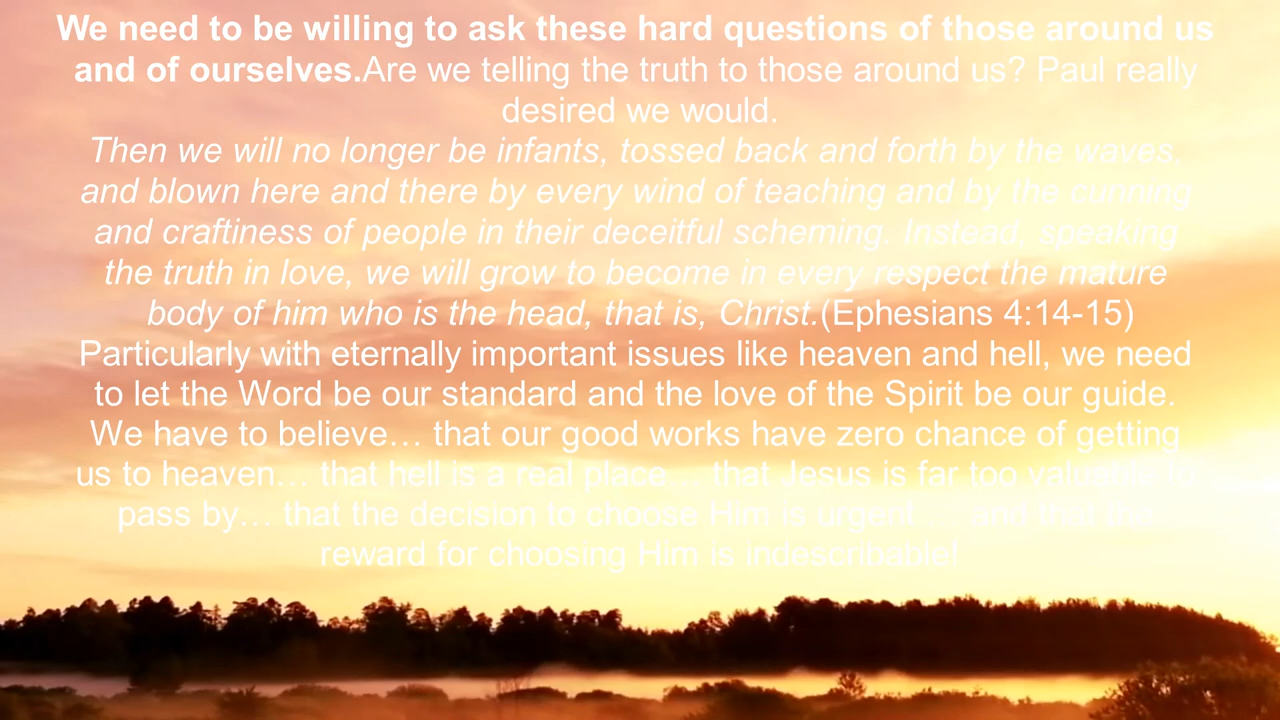 We need to be willing to ask these hard questions of those around us
and of ourselves.Are we telling the truth to those around us? Paul really
desired we would.
Then we will no longer be infants, tossed back and forth by the waves,
and blown here and there by every wind of teaching and by the cunning
and craftiness of people in their deceitful scheming. Instead, speaking
the truth in love, we will grow to become in every respect the mature
body of him who is the head, that is, Christ.(Ephesians 4:14-15)
Particularly with eternally important issues like heaven and hell, we need
to let the Word be our standard and the love of the Spirit be our guide.
We have to believe… that our good works have zero chance of getting
us to heaven… that hell is a real place… that Jesus is far too valuable to
pass by… that the decision to choose Him is urgent… and that the
reward for choosing Him is indescribable!